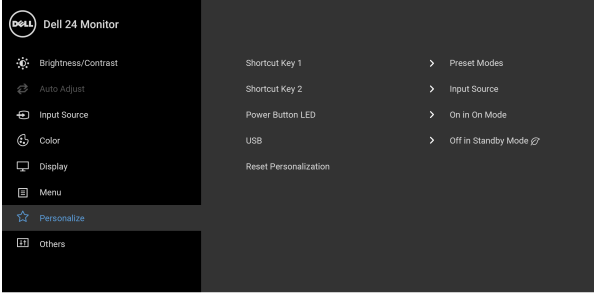 DELL Dell 24 Monitor
Brightness/Contrast
Auto Adjust
Input Source
Color
Display
Menu
Personalize
Others
Shortcut Key 1 > Preset Modes
Shortcut Key 2 > Input Source
Power Button LED > On in On Mode
USB > Off in Standby Mode
Reset Personalization